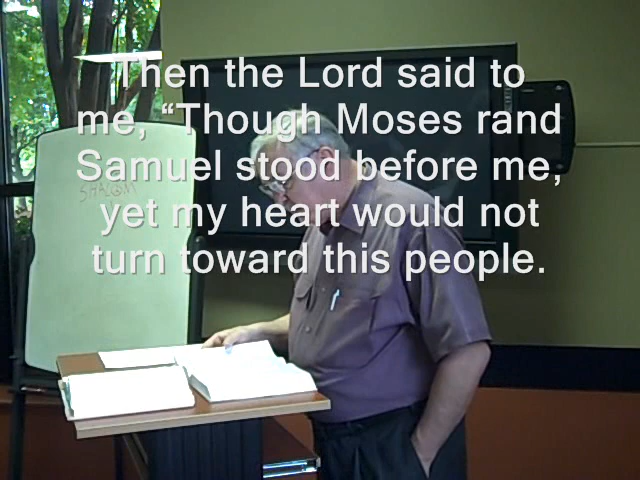 Then the Lord said to
me, “Though Moses rand
Samuel stood before me,
yet my heart would not
turn toward this people.
SHALOM